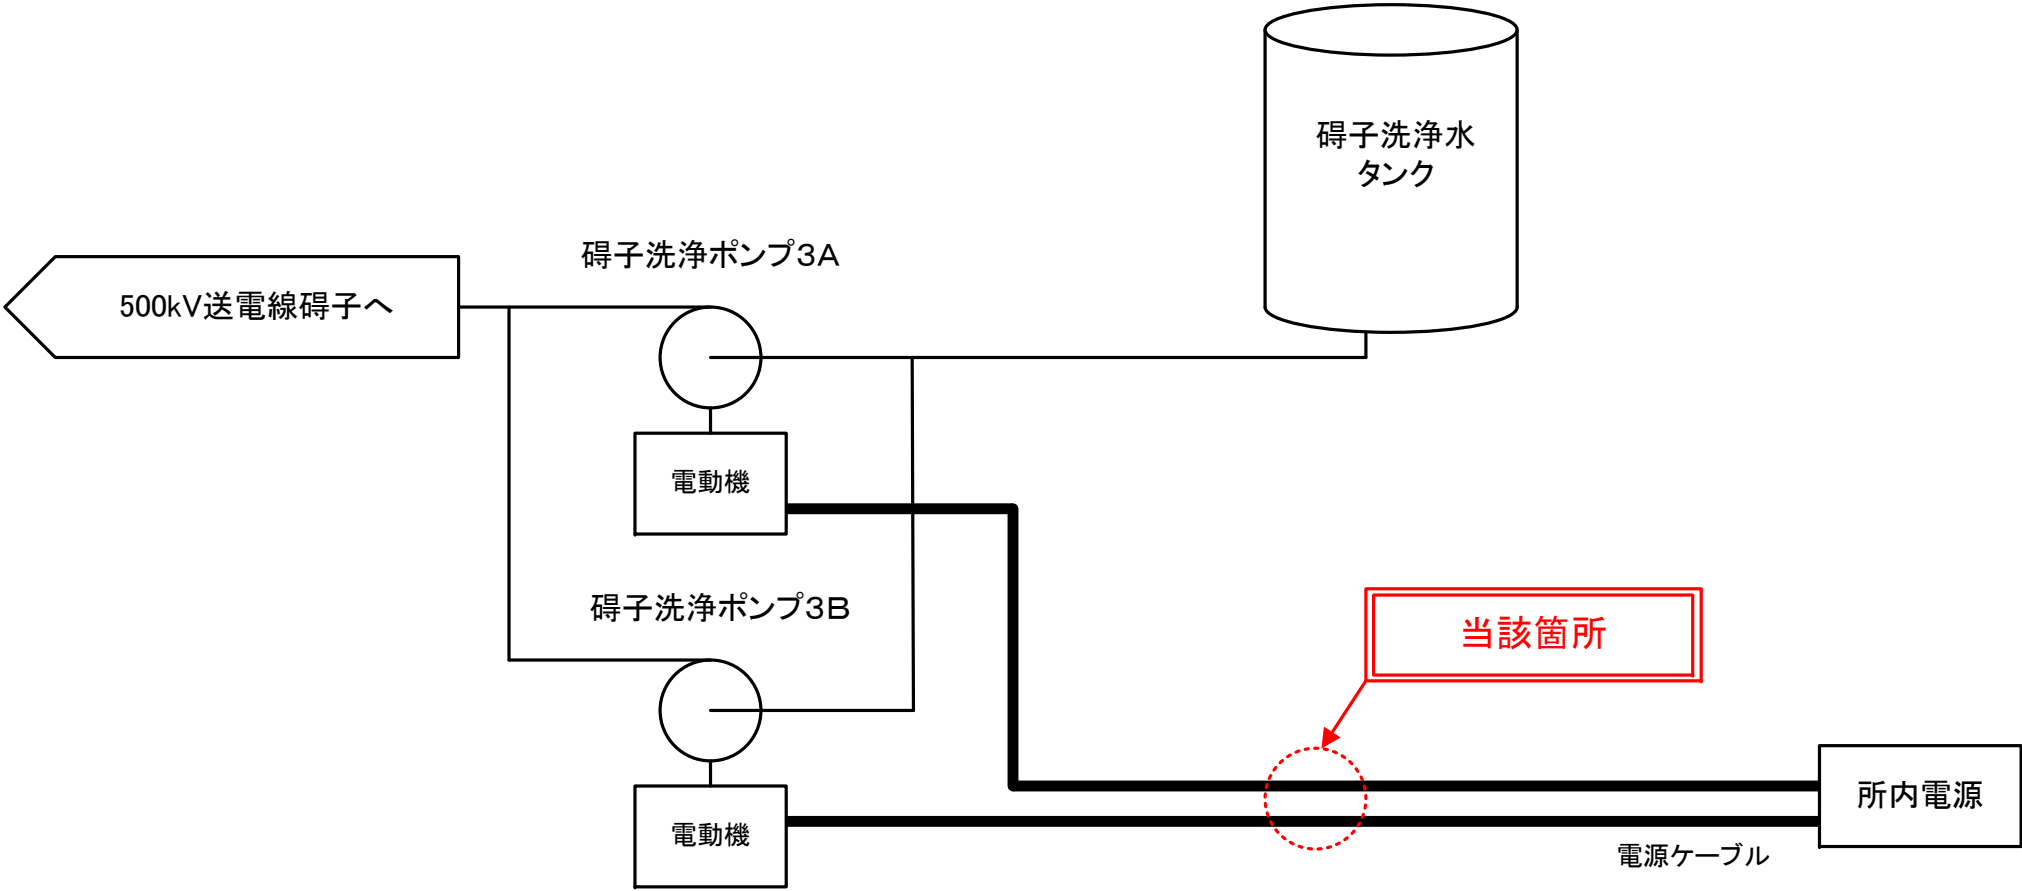 碍子洗浄水
タンク
碍子洗浄ポンプ3A
500kV送電線碍子へ
電動機
碍子洗浄ポンプ3B
当該箇所
所内電源
電動機
電源ケーブル